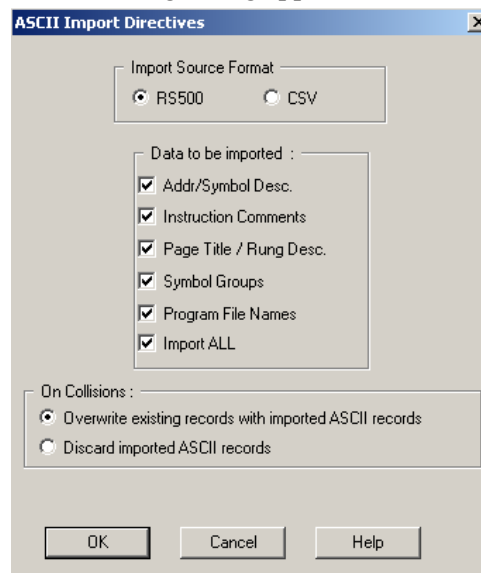 ASCII Import Directives
Import Source Format
RS500 CSV
Data to be imported :
Addr/Symbol Desc.
Instruction Comments
Page Title / Rung Desc.
Symbol Groups
Program File Names
Import ALL
On Collisions :
Overwrite existing records with imported ASCII records
Discard imported ASCII records
OK Cancel Help